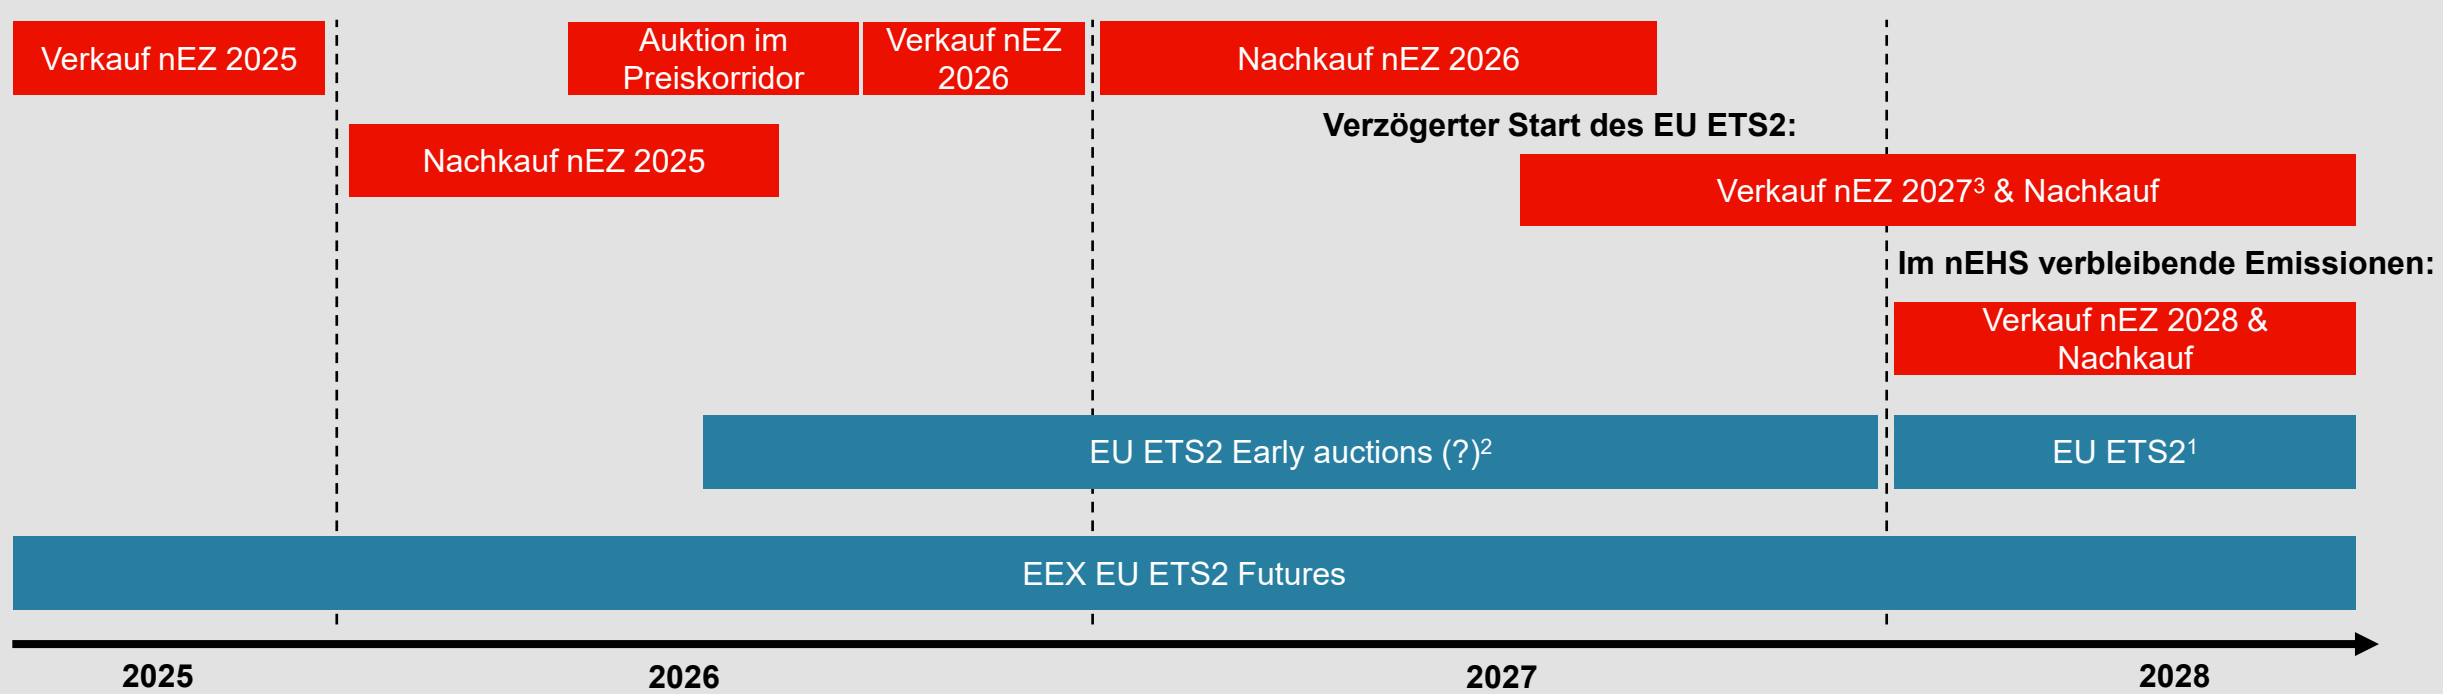 Verkauf nEZ 2025
Auktion im
Preiskorridor
Verkauf nEZ
2026
Nachkauf nEZ 2026
Nachkauf nEZ 2025
Verzögerter Start des EU ETS2:
Verkauf nEZ 2027³ & Nachkauf
Im nEHS verbleibende Emissionen:
Verkauf nEZ 2028 &
Nachkauf
EU ETS2 Early auctions (?)²
EU ETS2¹
EEX EU ETS2 Futures
2025
2026
2027
2028